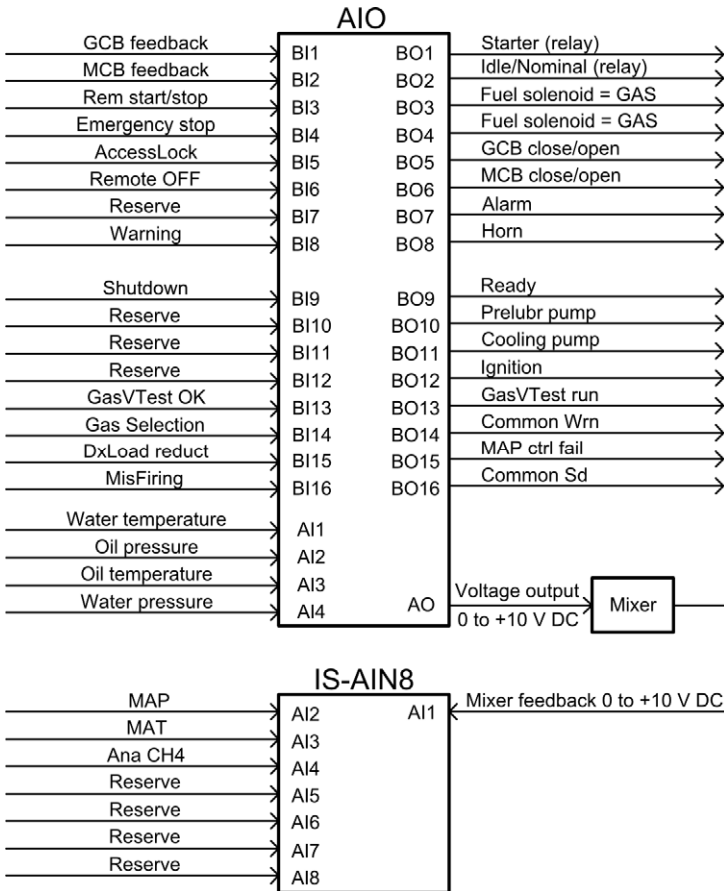 AIO
GCB feedback BI1 BO1 Starter (relay)
MCB feedback BI2 BO2 Idle/Nominal (relay)
Rem start/stop BI3 BO3 Fuel solenoid = GAS
Emergency stop BI4 BO4 Fuel solenoid = GAS
AccessLock BI5 BO5 GCB close/open
Remote OFF BI6 BO6 MCB close/open
Reserve BI7 BO7 Alarm
Warning BI8 BO8 Horn
Shutdown BI9 BO9 Ready
Reserve BI10 BO10 Prelubr pump
Reserve BI11 BO11 Cooling pump
Reserve BI12 BO12 Ignition
GasVTest OK BI13 BO13 GasVTest run
Gas Selection BI14 BO14 Common Wrn
DxLoad reduct BI15 BO15 MAP ctrl fail
MisFiring BI16 BO16 Common Sd
Water temperature AI1
Oil pressure AI2
Oil temperature AI3
Water pressure AI4 AO Voltage output Mixer
0 to +10 V DC
IS-AIN8
MAP AI2 AI1 Mixer feedback 0 to +10 V DC
MAT AI3
Ana CH4 AI4
Reserve AI5
Reserve AI6
Reserve AI7
Reserve AI8